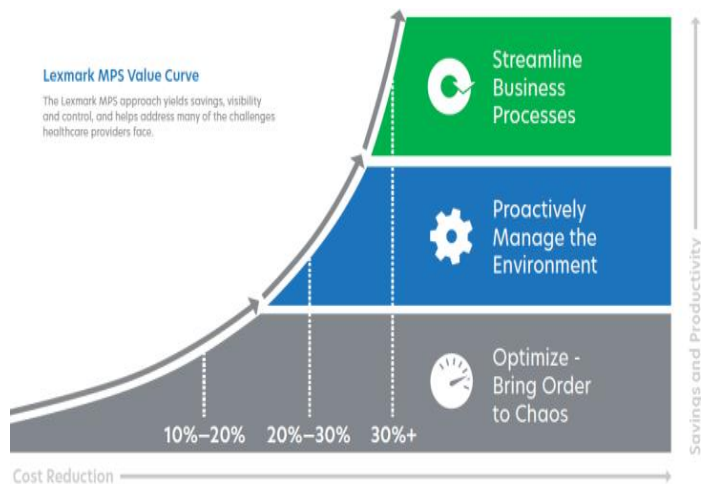 Lexmark MPS Value Curve
The Lexmark MPS approach yields savings, visibility
and control, and helps address many of the challenges
healthcare providers face.
Streamline
Business
Processes
Proactively
Manage the
Environment
Optimize -
Bring Order
to Chaos
10%–20% 20%–30% 30%+
Cost Reduction
Savings and Productivity